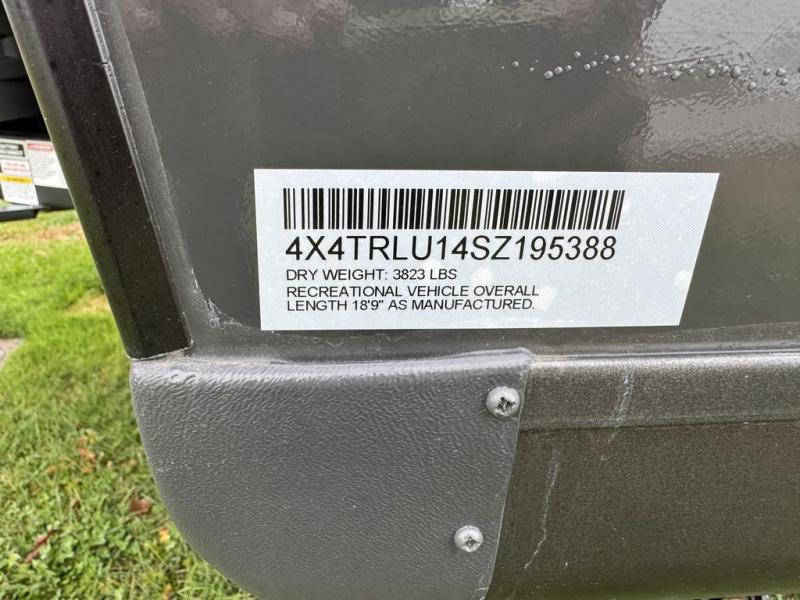 4X4TRLU14SZ195388
DRY WEIGHT: 3823 LBS
RECREATIONAL VEHICLE OVERALL
LENGTH 18'9" AS MANUFACTURED.